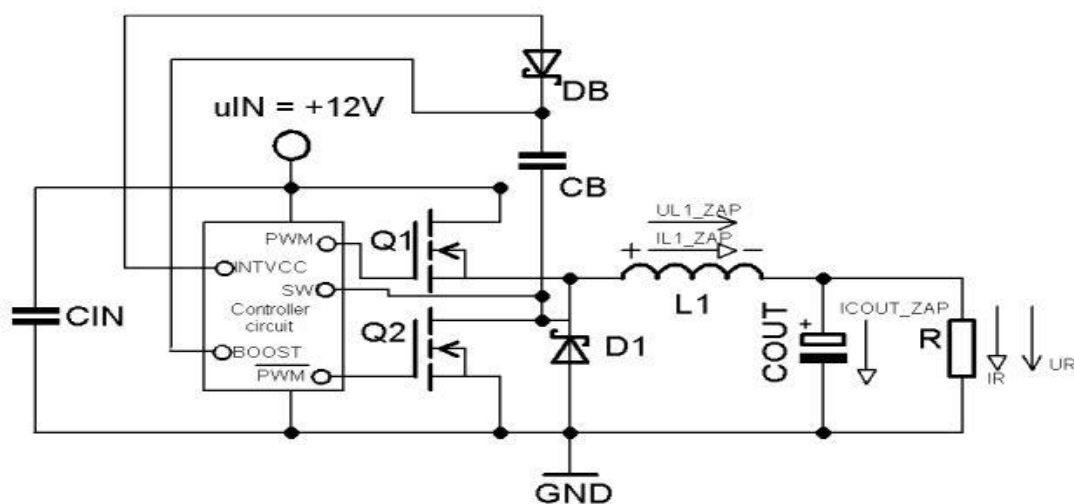 DB
uIN = +12V
CB
UL1_ZAP
IL1_ZAP
+
−
PWM
Q1
INTVCC
SW
L1
CIN
Controller
circuit
Q2
ICOUT_ZAP
+
COUT
D1
BOOST
PWM
R
IR
UR
GND